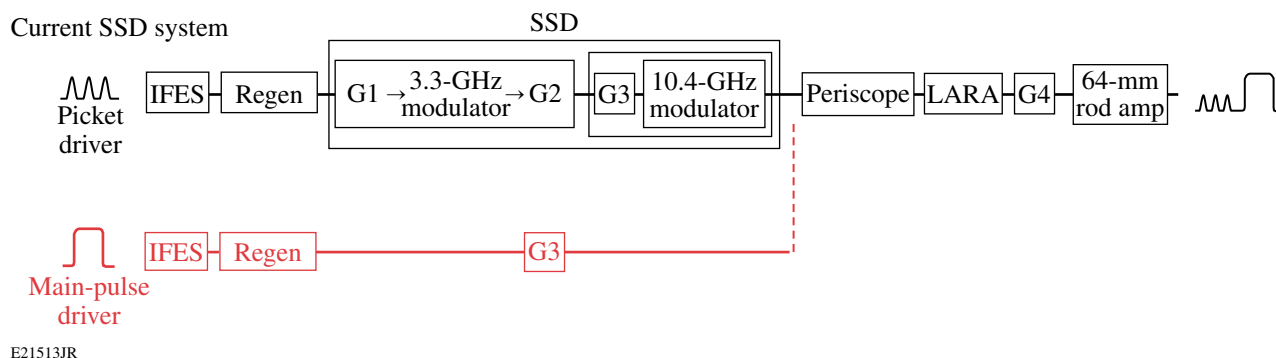 Current SSD system
SSD
Picket
driver
IFES
Regen
G1 → 3.3-GHz
modulator → G2
G3
10.4-GHz
modulator
Periscope
LARA
G4
64-mm
rod amp
Main-pulse
driver
IFES
Regen
G3
E21513JR